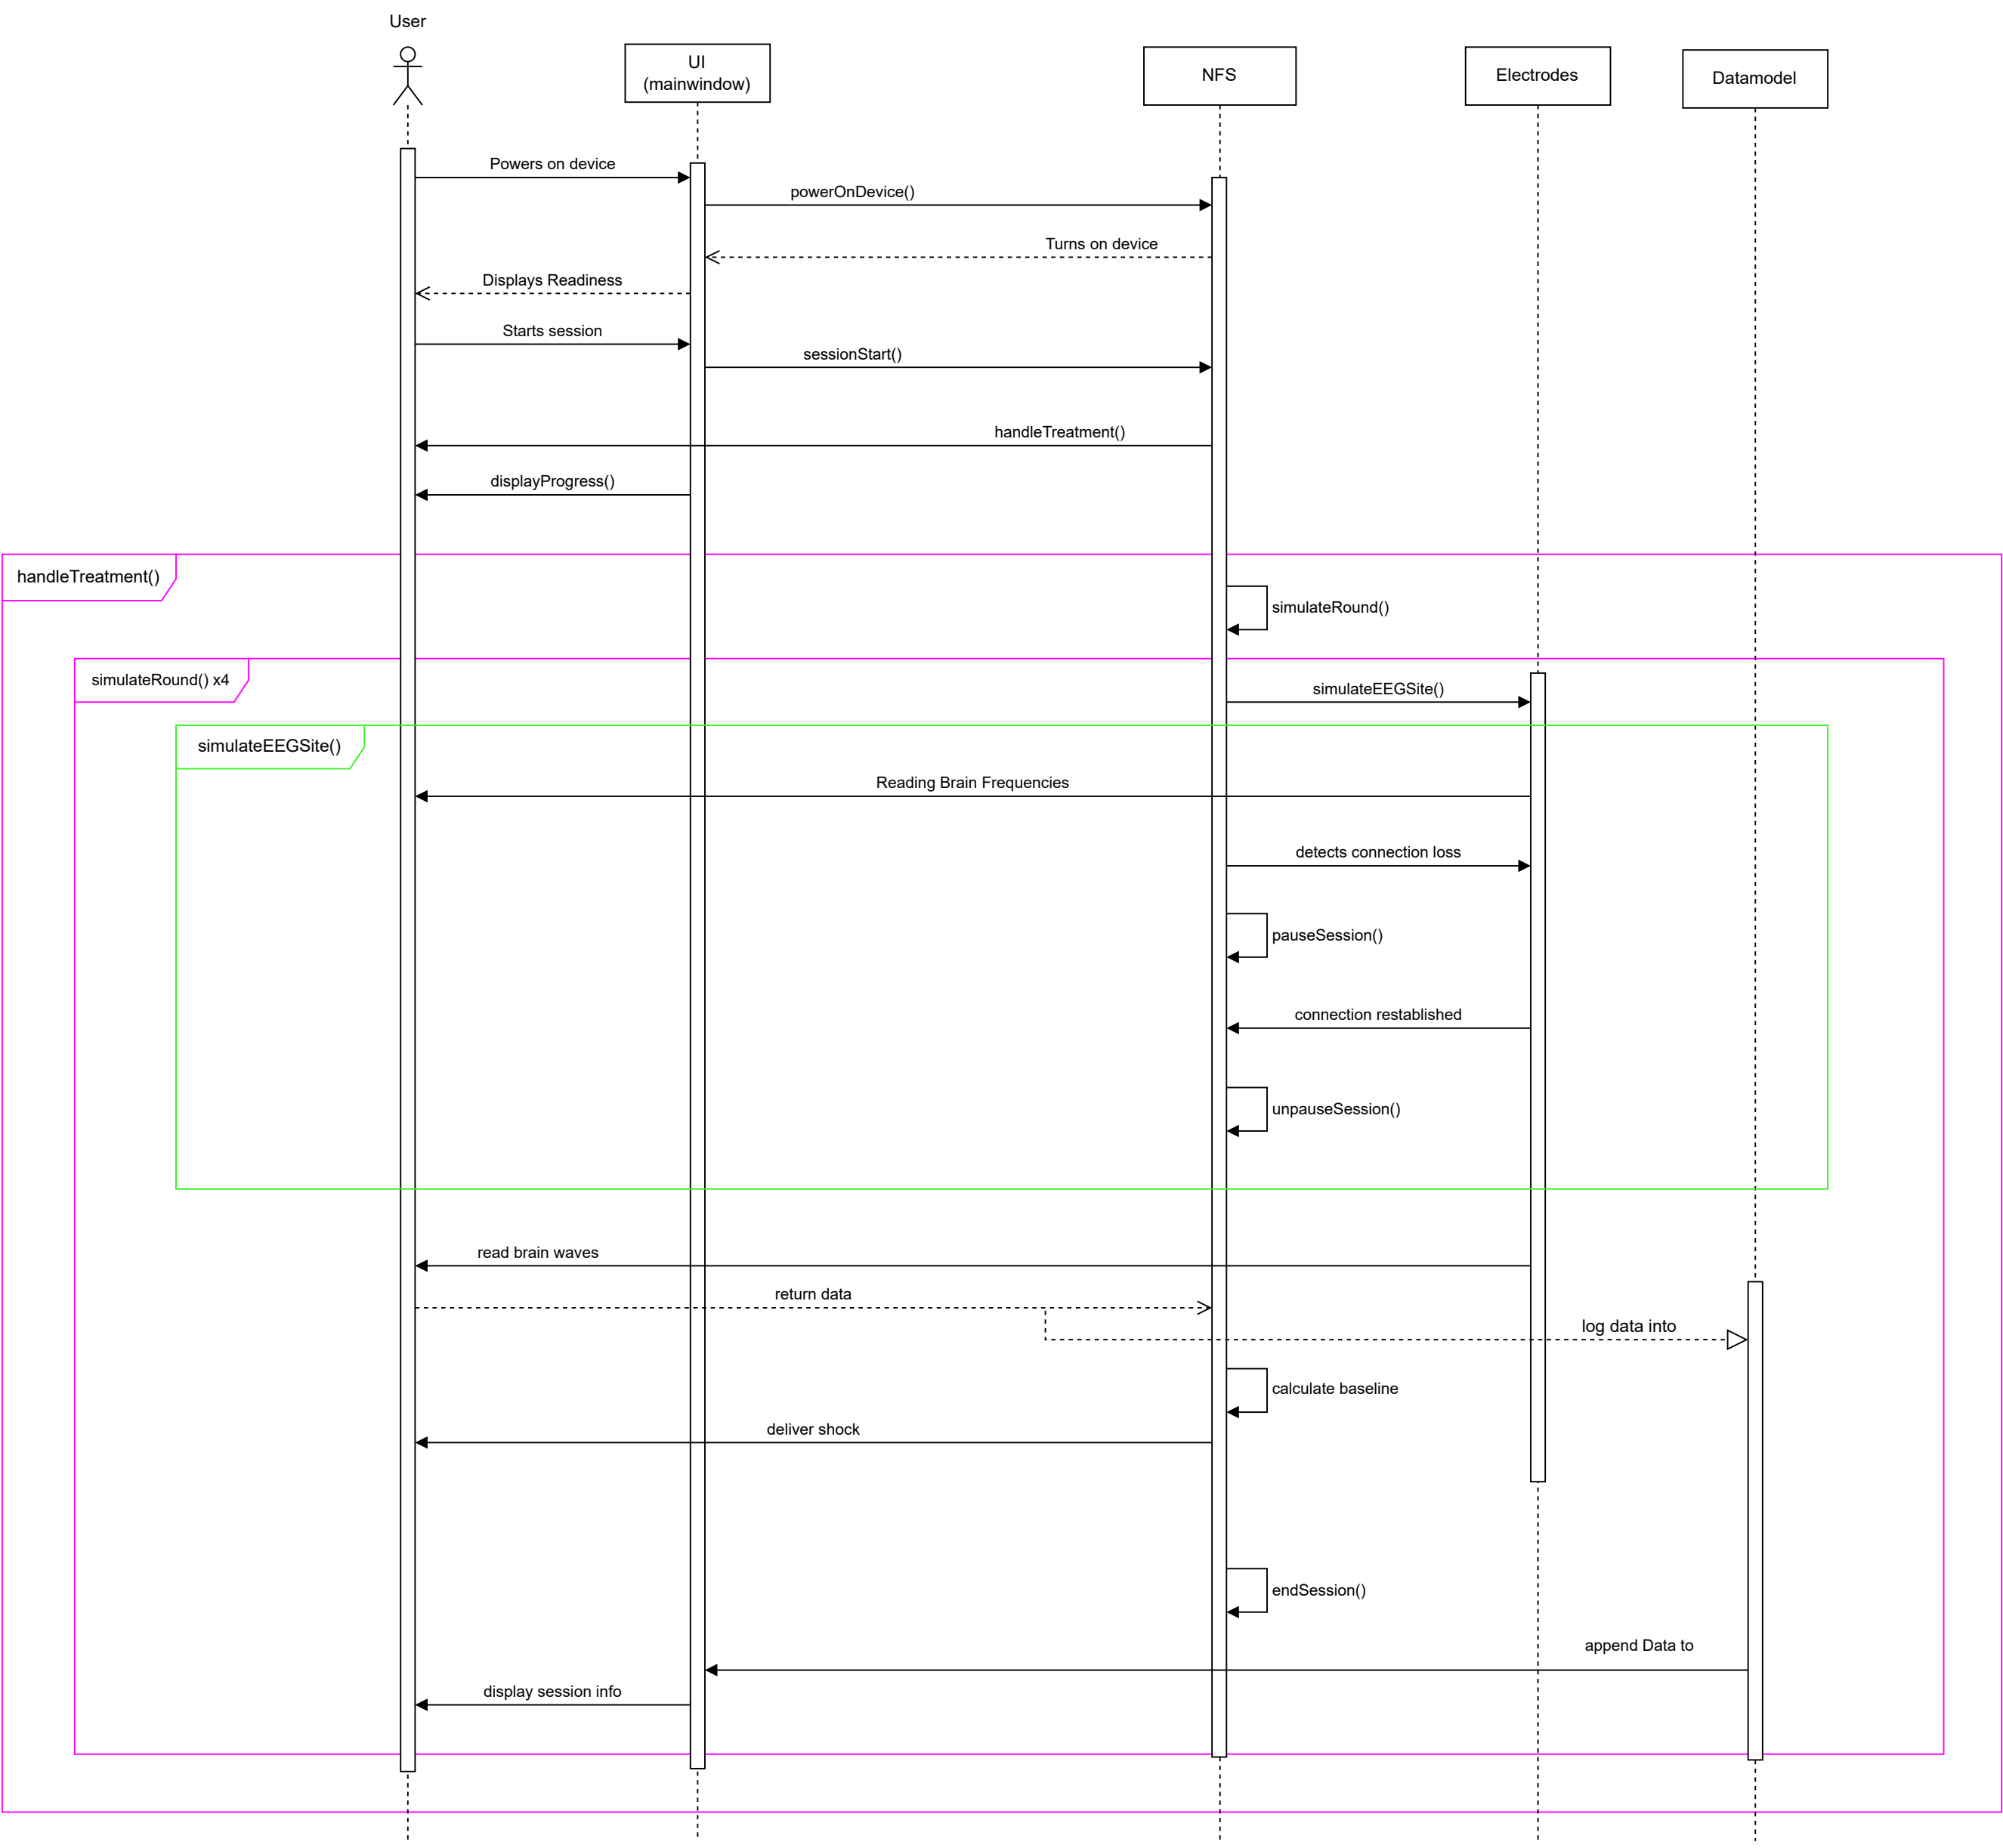 User
UI
(mainwindow)
NFS
Electrodes
Datamodel
Powers on device
powerOnDevice()
Turns on device
Displays Readiness
Starts session
sessionStart()
handleTreatment()
displayProgress()
handleTreatment()
simulateRound()
simulateRound() x4
simulateEEGSite()
simulateEEGSite()
Reading Brain Frequencies
detects connection loss
pauseSession()
connection restablished
unpauseSession()
read brain waves
return data
log data into
calculate baseline
deliver shock
endSession()
append Data to
display session info